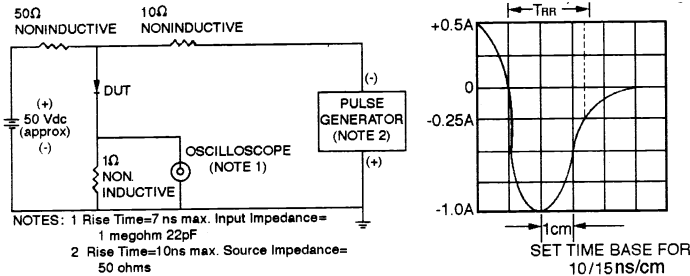 50Ω
NONINDUCTIVE
10Ω
NONINDUCTIVE
DUT
(+)
50 Vdc
(approx)
(-)
1Ω
NON.
INDUCTIVE
OSCILLOSCOPE
(NOTE 1)
(-)
PULSE
GENERATOR
(NOTE 2)
(+)
NOTES: 1 Rise Time=7 ns max. Input Impedance=
1 megohm 22pF
2 Rise Time=10ns max. Source Impedance=
50 ohms
TRR
+0.5A
0
-0.25A
-1.0A
1cm
SET TIME BASE FOR
10/15ns/cm